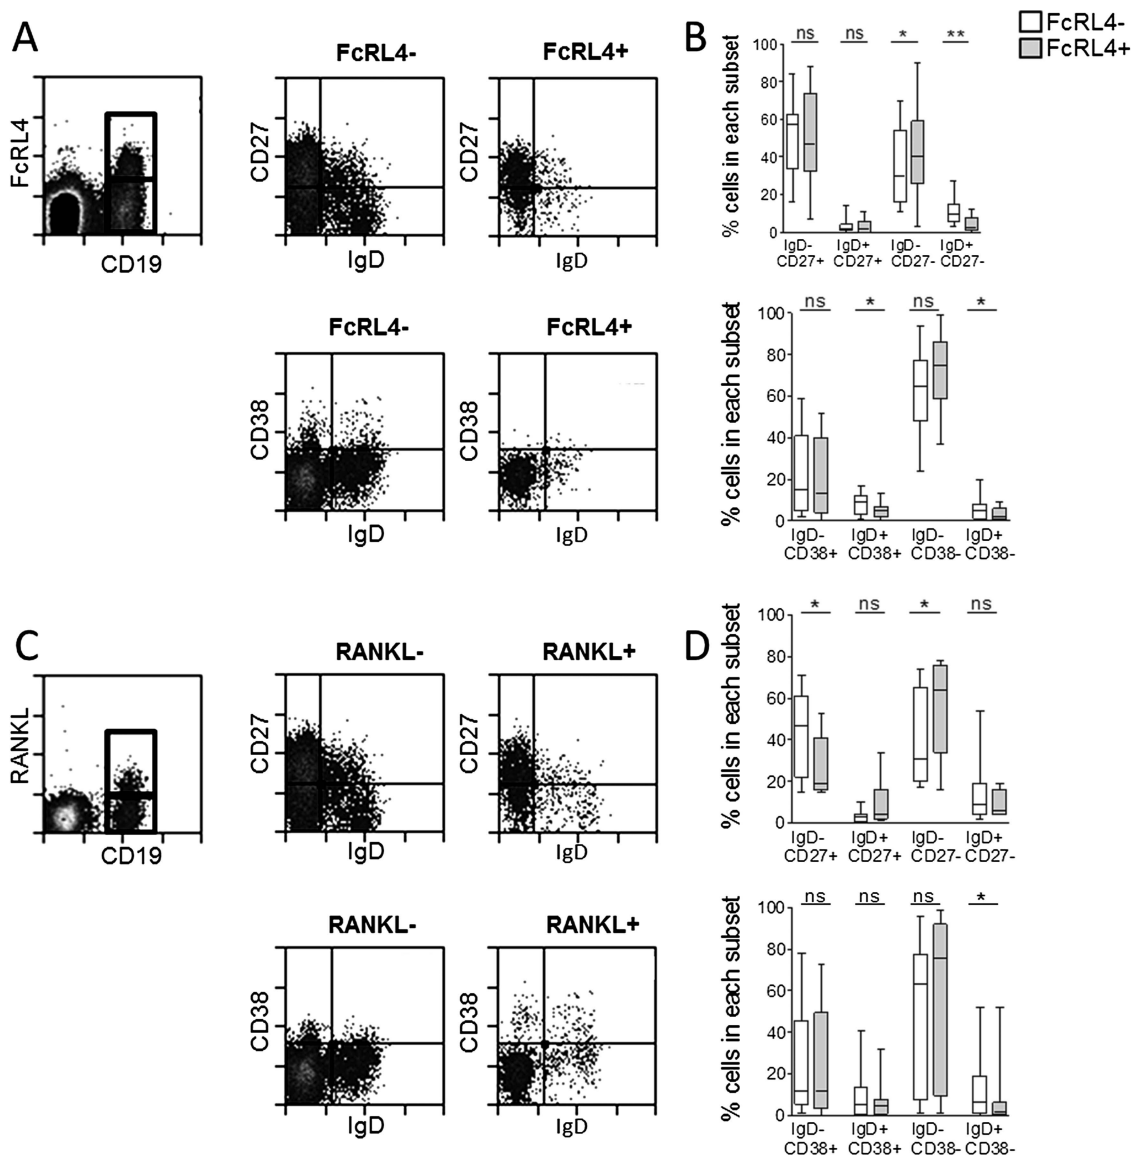 A
FcRL4
CD19
FcRL4-
CD27
IgD
FcRL4+
CD27
IgD
FcRL4-
CD38
IgD
FcRL4+
CD38
IgD
B
FcRL4-
FcRL4+
% cells in each subset
100
80
60
40
20
0
ns ns * **
IgD- IgD+ IgD- IgD+
CD27+ CD27+ CD27- CD27-
% cells in each subset
100
80
60
40
20
0
ns * ns *
IgD- IgD+ IgD- IgD+
CD38+ CD38+ CD38- CD38-
C
RANKL
CD19
RANKL-
CD27
IgD
RANKL+
CD27
IgD
RANKL-
CD38
IgD
RANKL+
CD38
IgD
D
% cells in each subset
100
80
60
40
20
0
* ns * ns
IgD- IgD+ IgD- IgD+
CD27+ CD27+ CD27- CD27-
% cells in each subset
100
80
60
40
20
0
ns ns ns *
IgD- IgD+ IgD- IgD+
CD38+ CD38+ CD38- CD38-